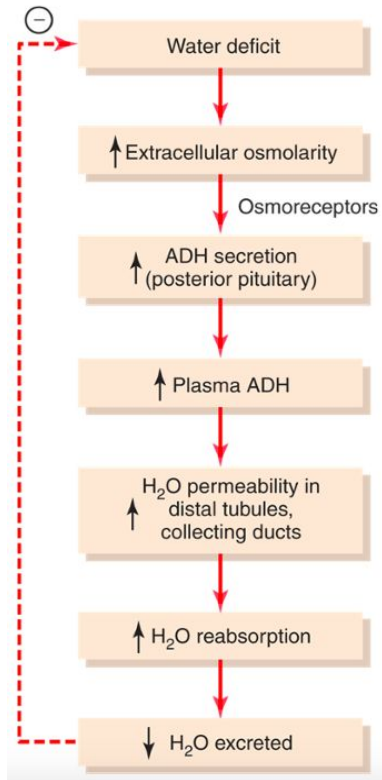 −
Water deficit
↑ Extracellular osmolarity
Osmoreceptors
↑ ADH secretion
(posterior pituitary)
↑ Plasma ADH
H₂O permeability in
↑ distal tubules,
collecting ducts
↑ H₂O reabsorption
↓ H₂O excreted